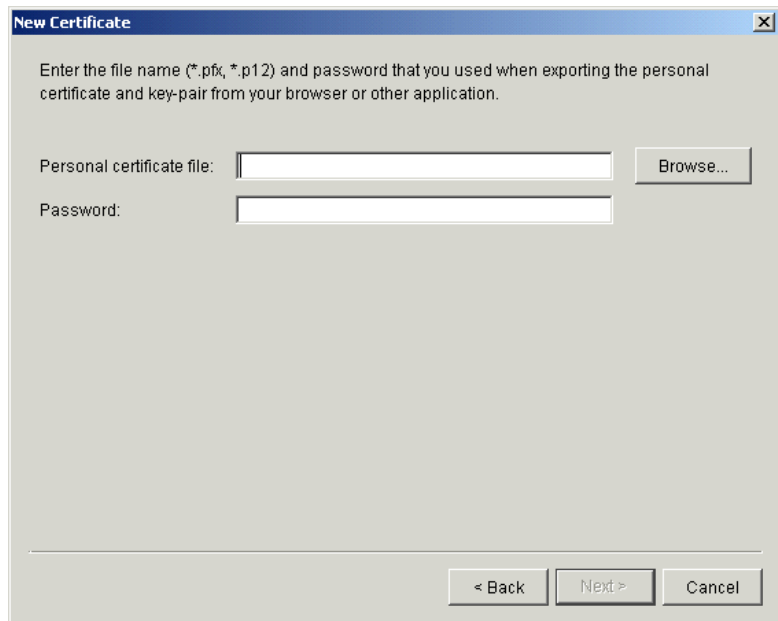 New Certificate
Enter the file name (*.pfx, *.p12) and password that you used when exporting the personal
certificate and key-pair from your browser or other application.
Personal certificate file:
Browse...
Password:
< Back
Next >
Cancel